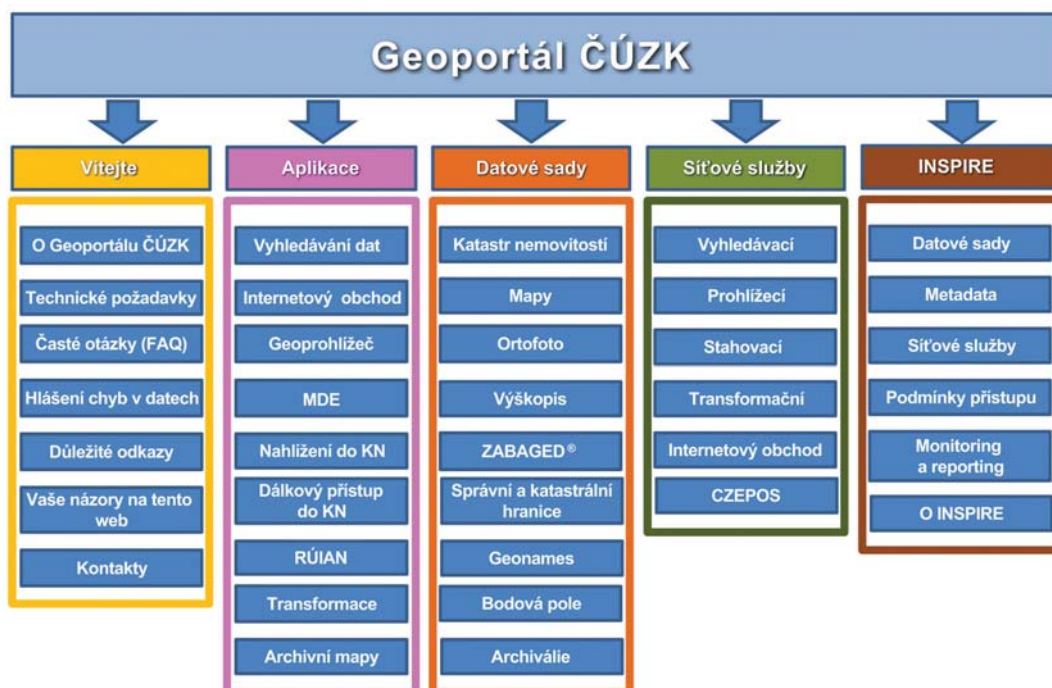 Geoportál ČÚZK
Vítejte
O Geoportálu ČÚZK
Technické požadavky
Časté otázky (FAQ)
Hlášení chyb v datech
Důležité odkazy
Vaše názory na tento
web
Kontakty
Aplikace
Vyhledávání dat
Internetový obchod
Geoprohlížeč
MDE
Nahlížení do KN
Dálkový přístup
do KN
RÚIAN
Transformace
Archivní mapy
Datové sady
Katastr nemovitostí
Mapy
Ortofoto
Výškopis
ZABAGED®
Správní a katastrální
hranice
Geonames
Bodová pole
Archiválie
Síťové služby
Vyhledávací
Prohlížecí
Stahovací
Transformační
Internetový obchod
CZEPOS
INSPIRE
Datové sady
Metadata
Síťové služby
Podmínky přístupu
Monitoring
a reporting
O INSPIRE